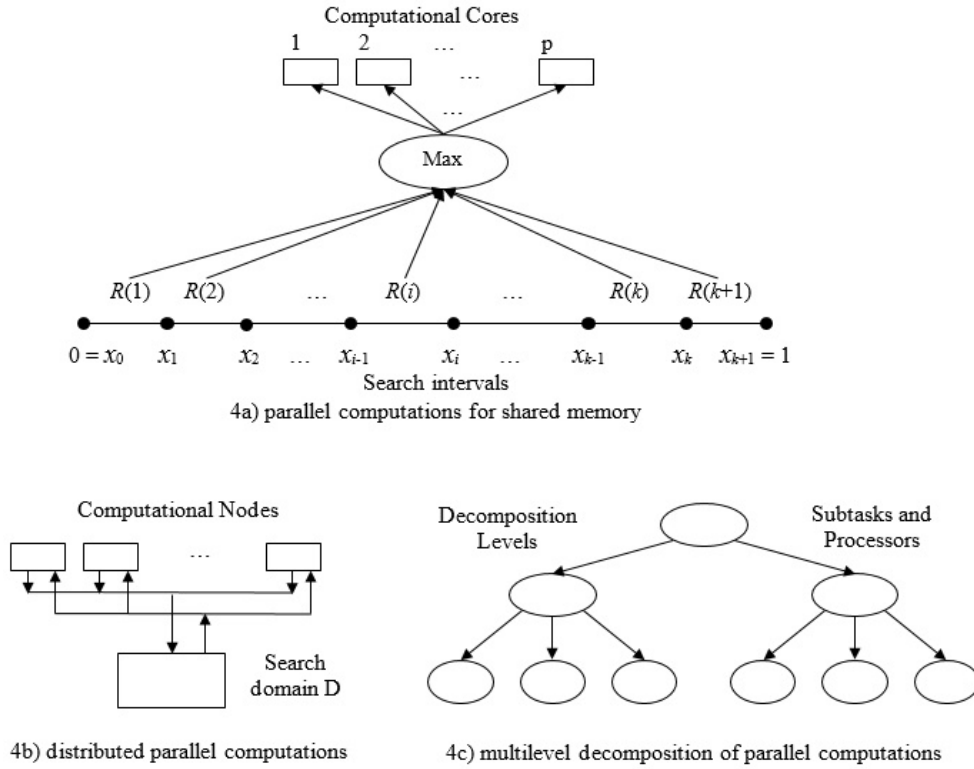 Computational Cores
1 2 … p
…
…
Max
R(1) R(2) … R(i) … R(k) R(k+1)
0 = x₀ x₁ x₂ … xᵢ₋₁ xᵢ … xₖ₋₁ xₖ xₖ₊₁ = 1
Search intervals
4a) parallel computations for shared memory
Computational Nodes
…
Search
domain D
4b) distributed parallel computations
Decomposition
Levels
Subtasks and
Processors
4c) multilevel decomposition of parallel computations